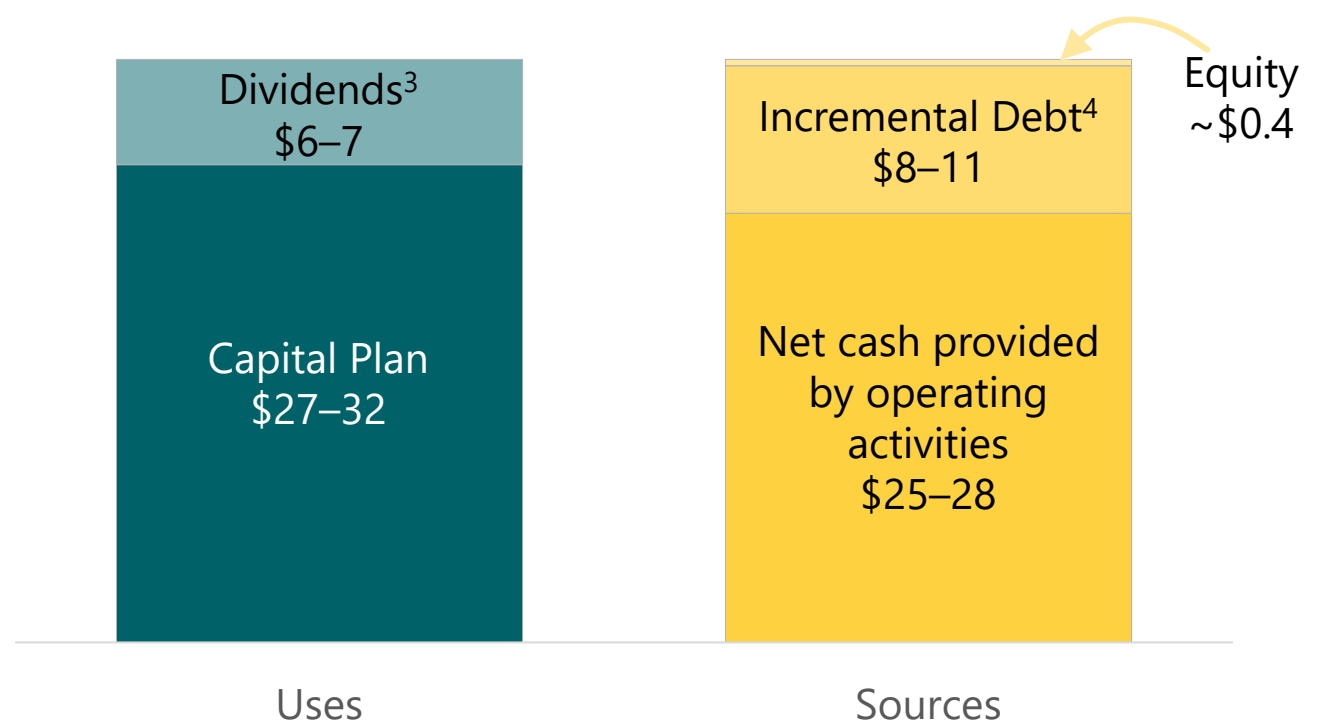 Dividends³
$6–7
Capital Plan
$27–32
Uses
Equity
~$0.4
Incremental Debt⁴
$8–11
Net cash provided
by operating
activities
$25–28
Sources